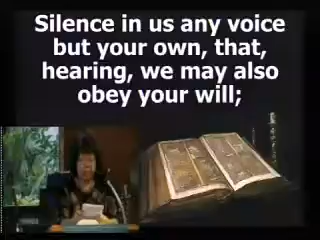 Silence in us any voice
but your own, that,
hearing, we may also
obey your will;